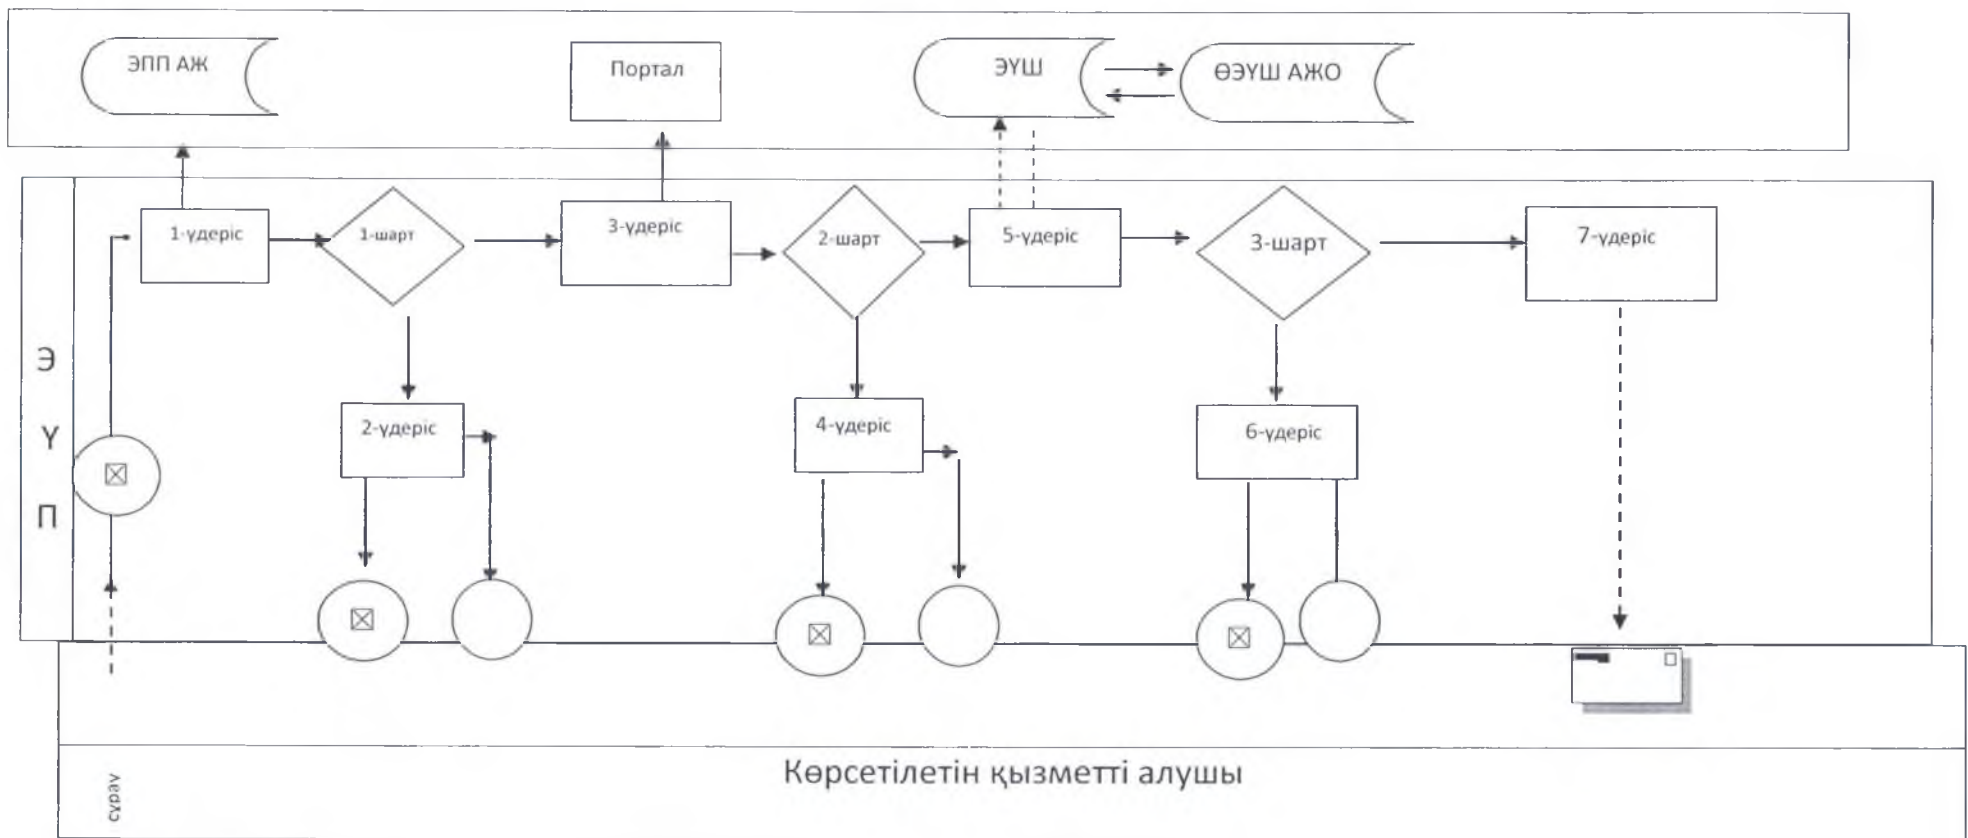 ЭПП АЖ
Портал
ЭҮШ
ӨЭҮШ АЖО
1-үдеріс
1-шарт
3-үдеріс
2-шарт
5-үдеріс
3-шарт
7-үдеріс
Э
Ү
П
2-үдеріс
4-үдеріс
6-үдеріс
Көрсетілетін қызметті алушы
сұрау